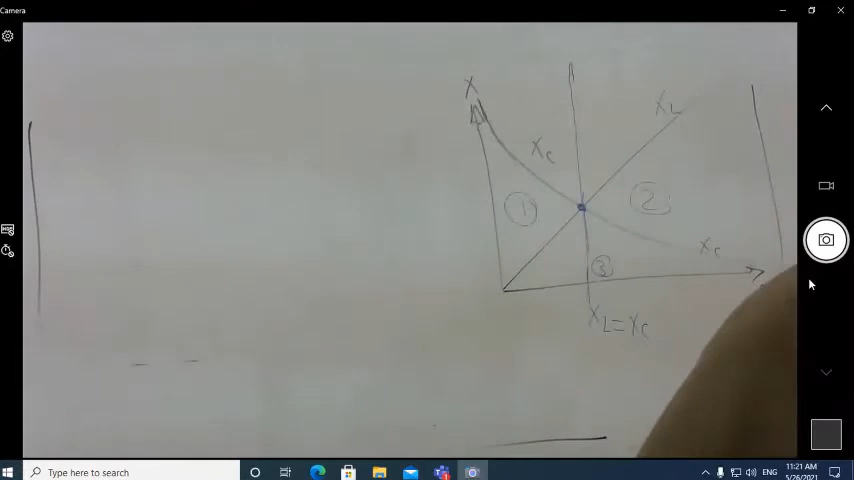 Camera
X
XL
XC
1
2
XC
3
XL=XC
Type here to search
ENG
11:21 AM
5/26/2021